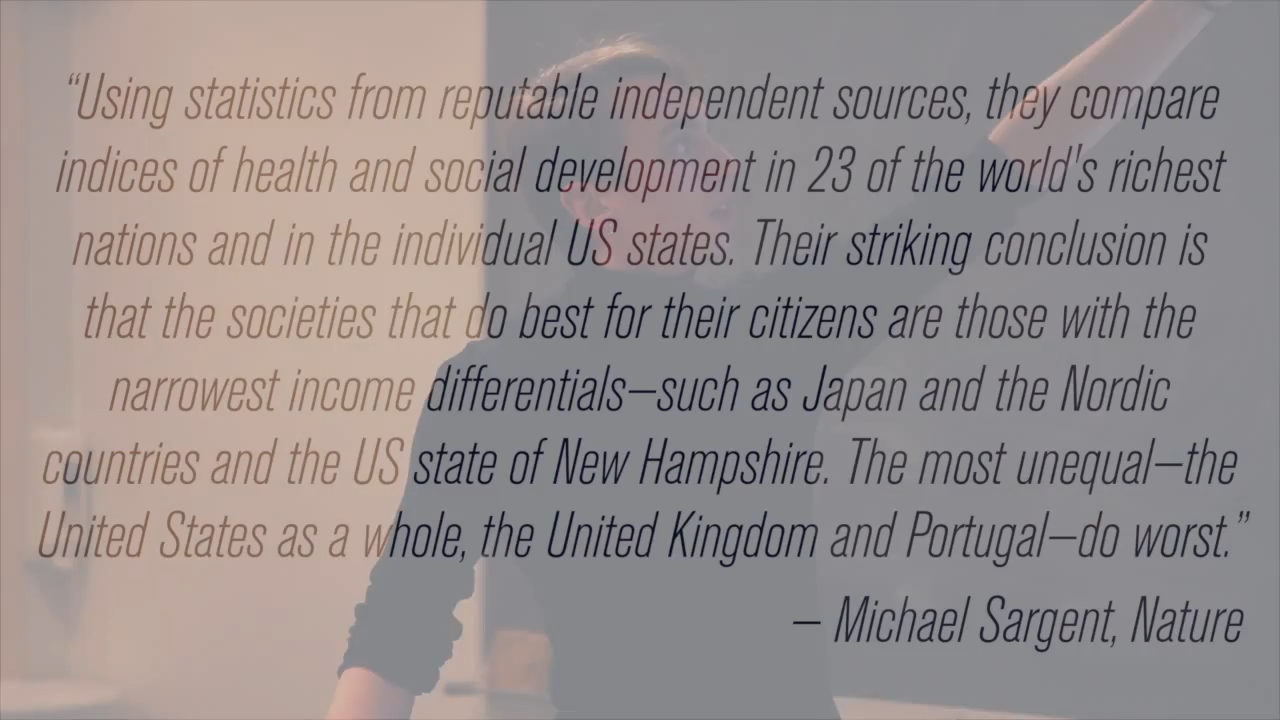 “Using statistics from reputable independent sources, they compare
indices of health and social development in 23 of the world's richest
nations and in the individual US states. Their striking conclusion is
that the societies that do best for their citizens are those with the
narrowest income differentials—such as Japan and the Nordic
countries and the US state of New Hampshire. The most unequal—the
United States as a whole, the United Kingdom and Portugal—do worst.”
– Michael Sargent, Nature